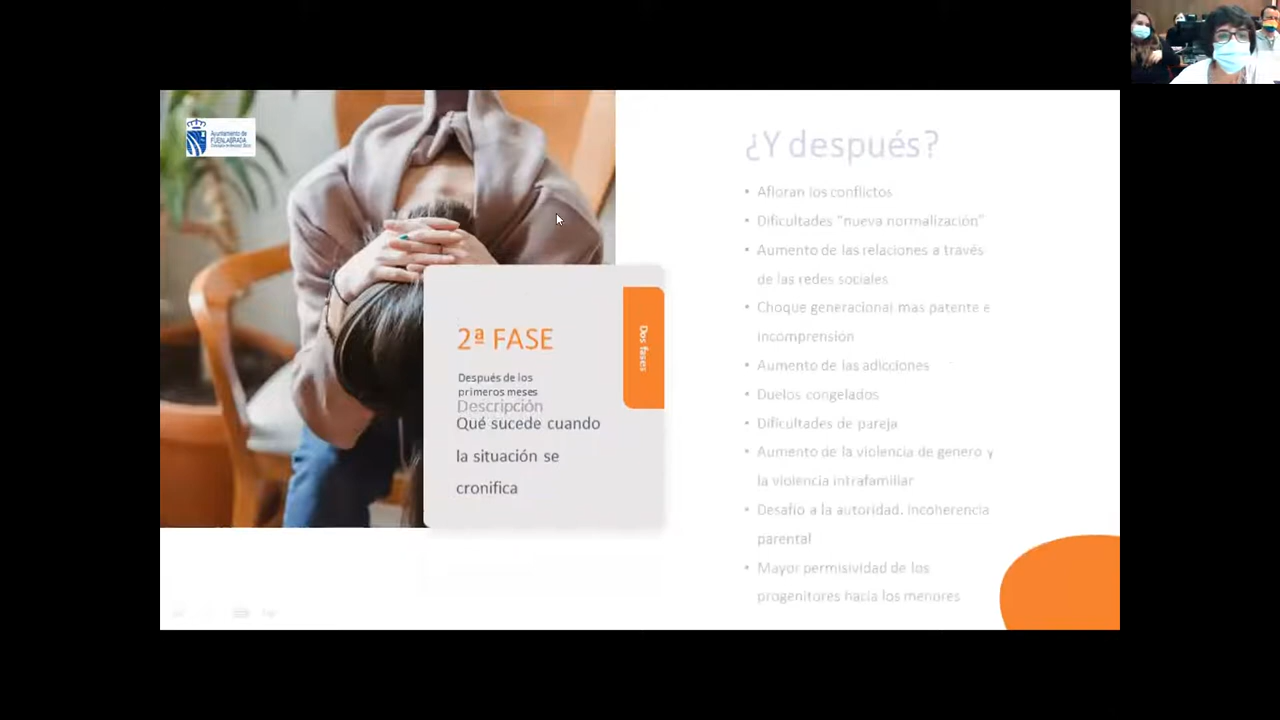 Ayuntamiento de
FUENLABRADA
2ª FASE
Después de los
primeros meses
Descripción
Qué sucede cuando
la situación se
cronifica
Dos fases
¿Y después?
• Afloran los conflictos
• Dificultades "nueva normalización"
• Aumento de las relaciones a través
de las redes sociales
• Choque generacional mas patente e
incomprensión
• Aumento de las adicciones
• Duelos congelados
• Dificultades de pareja
• Aumento de la violencia de genero y
la violencia intrafamiliar
• Desafío a la autoridad. Incoherencia
parental
• Mayor permisividad de los
progenitores hacía los menores